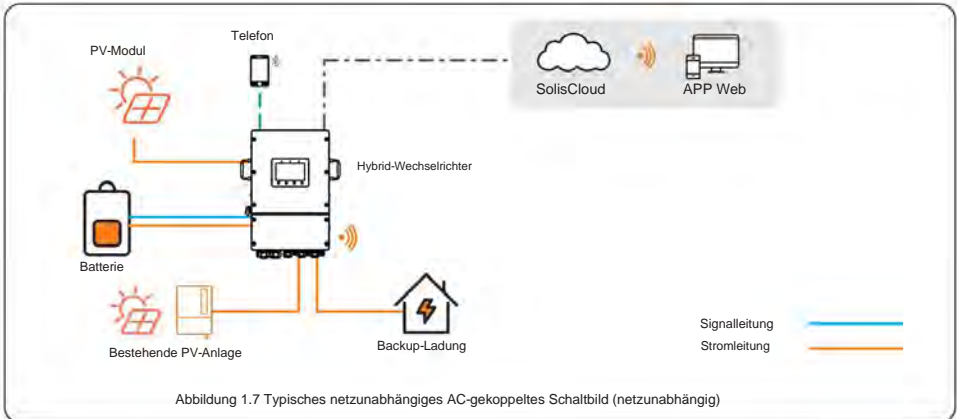 Telefon
PV-Modul
SolisCloud
APP Web
Hybrid-Wechselrichter
Batterie
Bestehende PV-Anlage
Backup-Ladung
Signalleitung
Stromleitung
Abbildung 1.7 Typisches netzunabhängiges AC-gekoppeltes Schaltbild (netzunabhängig)